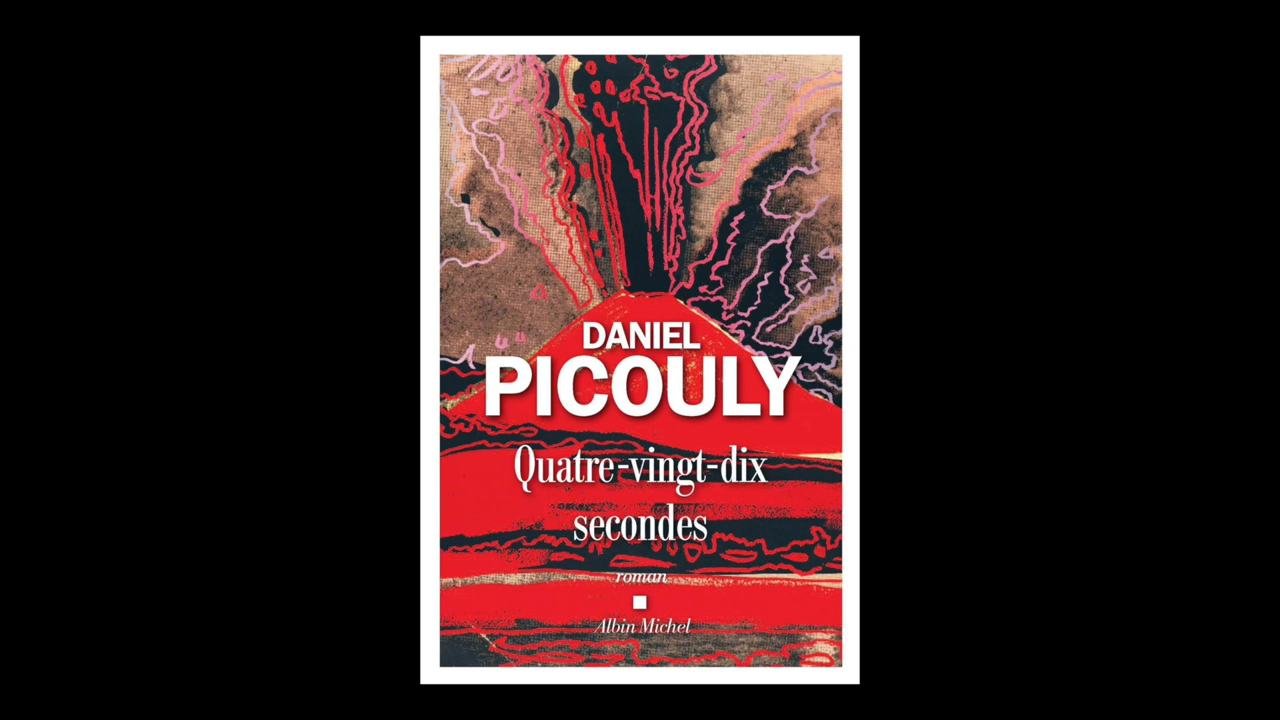 DANIEL
PICOULY
Quatre-vingt-dix
secondes
roman
Albin Michel